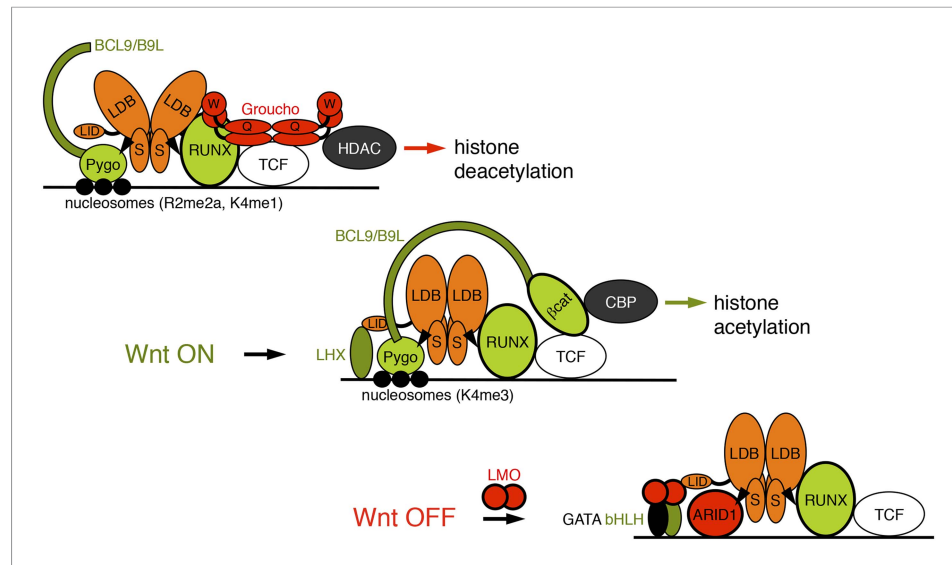 BCL9/B9L
LDB
LDB
LID
S
S
Pygo
RUNX
W
Groucho
W
Q
Q
TCF
HDAC
histone
deacetylation
nucleosomes (R2me2a, K4me1)
BCL9/B9L
LDB
LDB
LID
S
S
LHX
Pygo
RUNX
βcat
CBP
TCF
histone
acetylation
Wnt ON
nucleosomes (K4me3)
Wnt OFF
LMO
GATA bHLH
LID
ARID1
LDB
LDB
S
S
RUNX
TCF